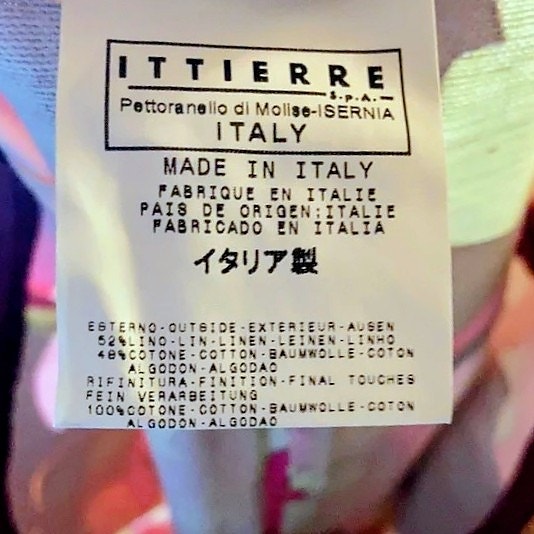 ITTIERRE
S.p.A.
Pettoranello di Molise-ISERNIA
ITALY
MADE IN ITALY
FABRIQUE EN ITALIE
PAIS DE ORIGEN:ITALIE
FABRICADO EN ITALIA
イタリア製
ESTERNO-OUTSIDE-EXTERIEUR-AUSEN
52%LINO-LIN-LINEN-LEINEN-LINHO
48%COTONE-COTTON-BAUMWOLLE-COTON
ALGODON-ALGODAO
RIFINITURA-FINITION-FINAL TOUCHES
FEIN VERARBEITUNG
100%COTONE-COTTON-BAUMWOLLE-COTON
ALGODON-ALGODAO